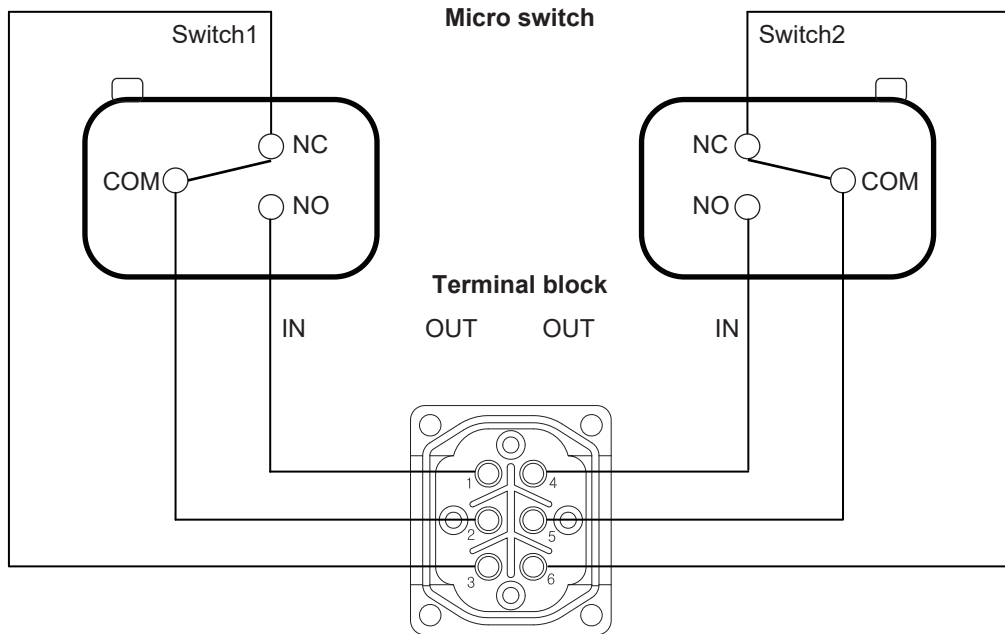 Micro switch
Switch1
Switch2
NC
NC
COM
COM
NO
NO
Terminal block
IN
OUT
OUT
IN
1
4
2
5
3
6